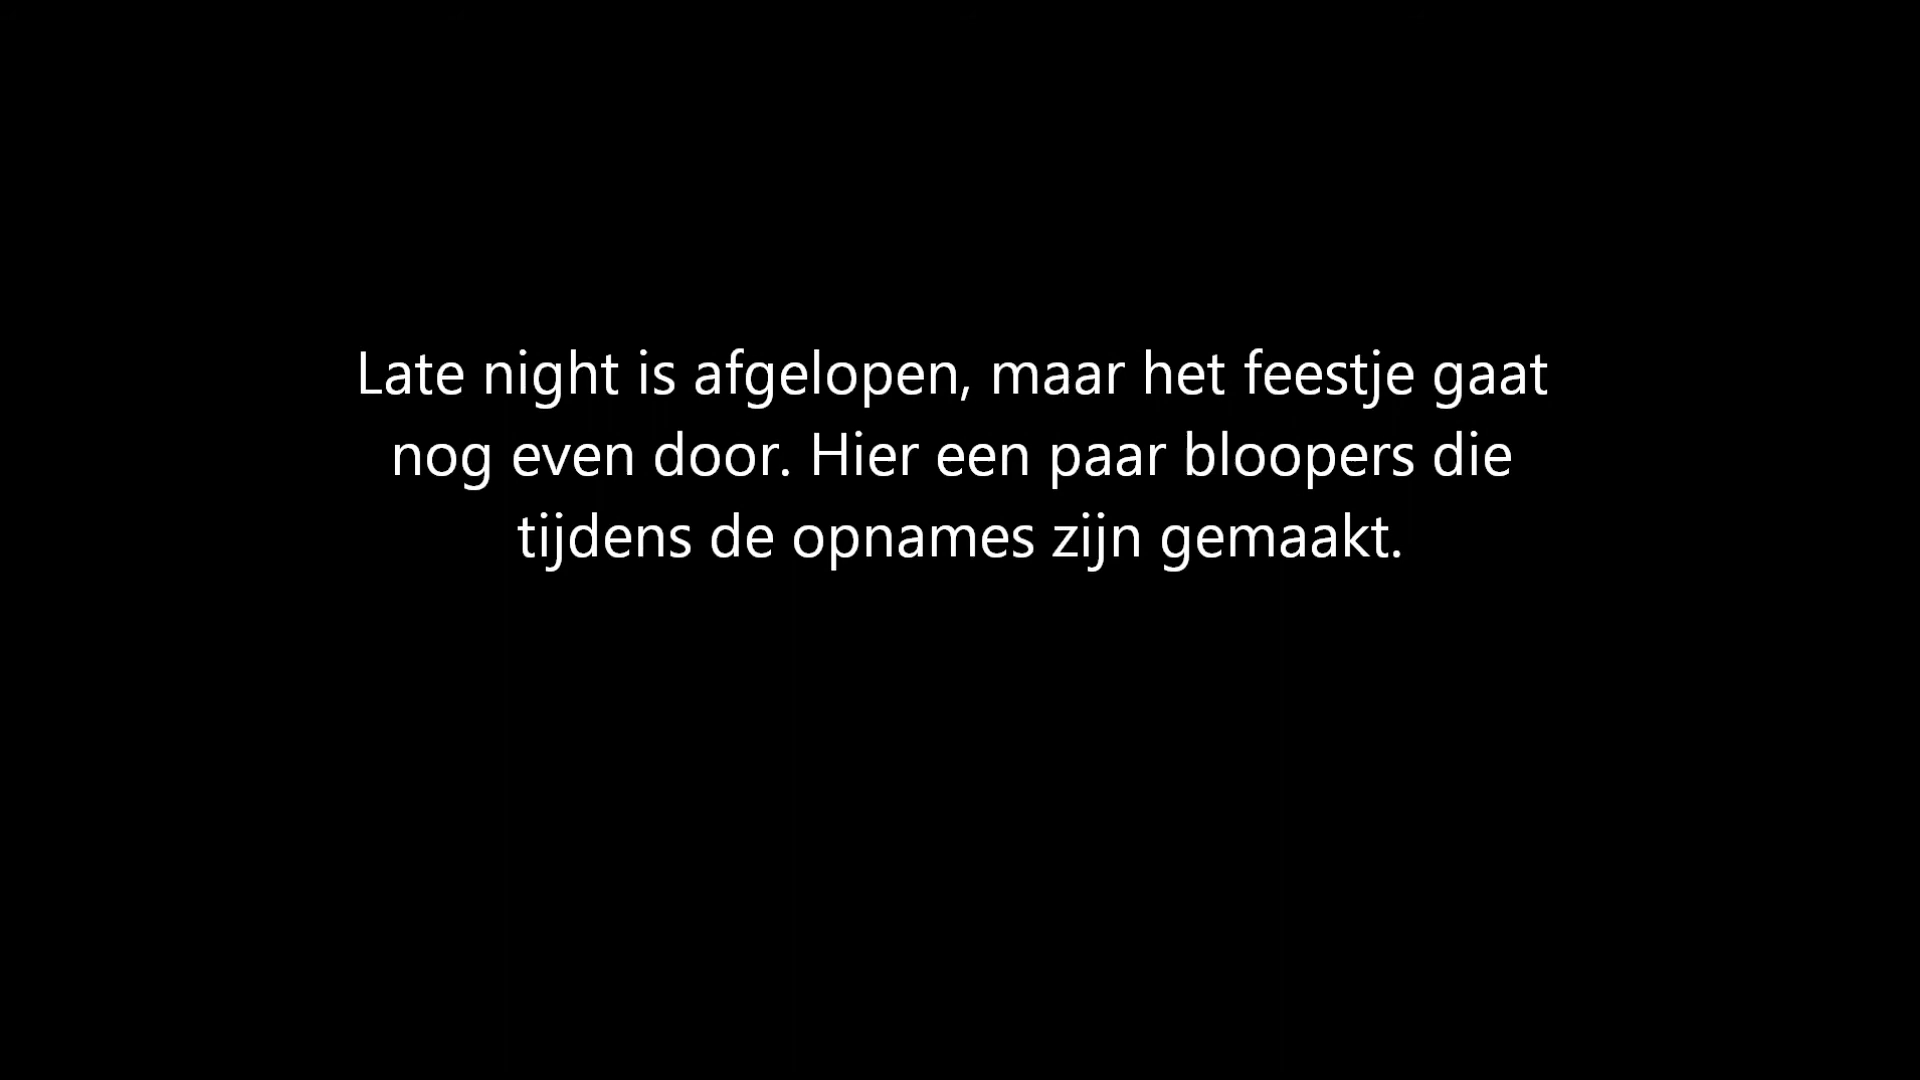 Late night is afgelopen, maar het feestje gaat
nog even door. Hier een paar bloopers die
tijdens de opnames zijn gemaakt.